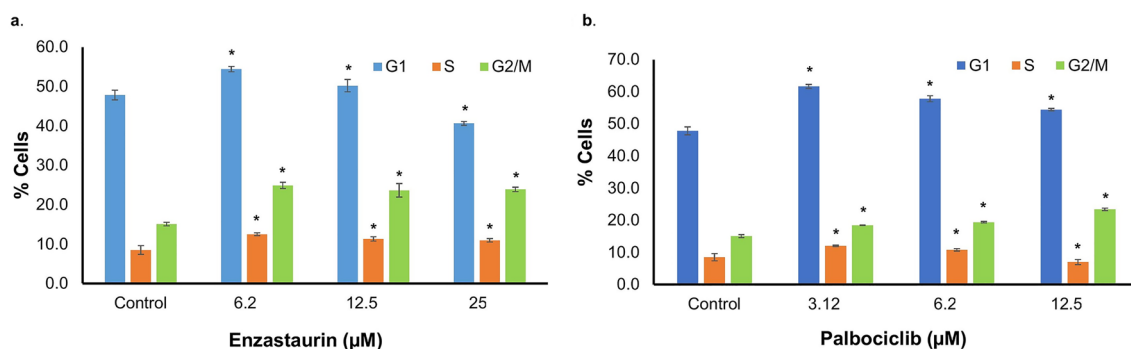 a.
60.0
50.0
40.0
30.0
20.0
10.0
0.0
% Cells
G1 S G2/M
* * * * * * * * *
Control 6.2 12.5 25
Enzastaurin (µM)
b.
70.0
60.0
50.0
40.0
30.0
20.0
10.0
0.0
% Cells
G1 S G2/M
* * * * * * * * *
Control 3.12 6.2 12.5
Palbociclib (µM)